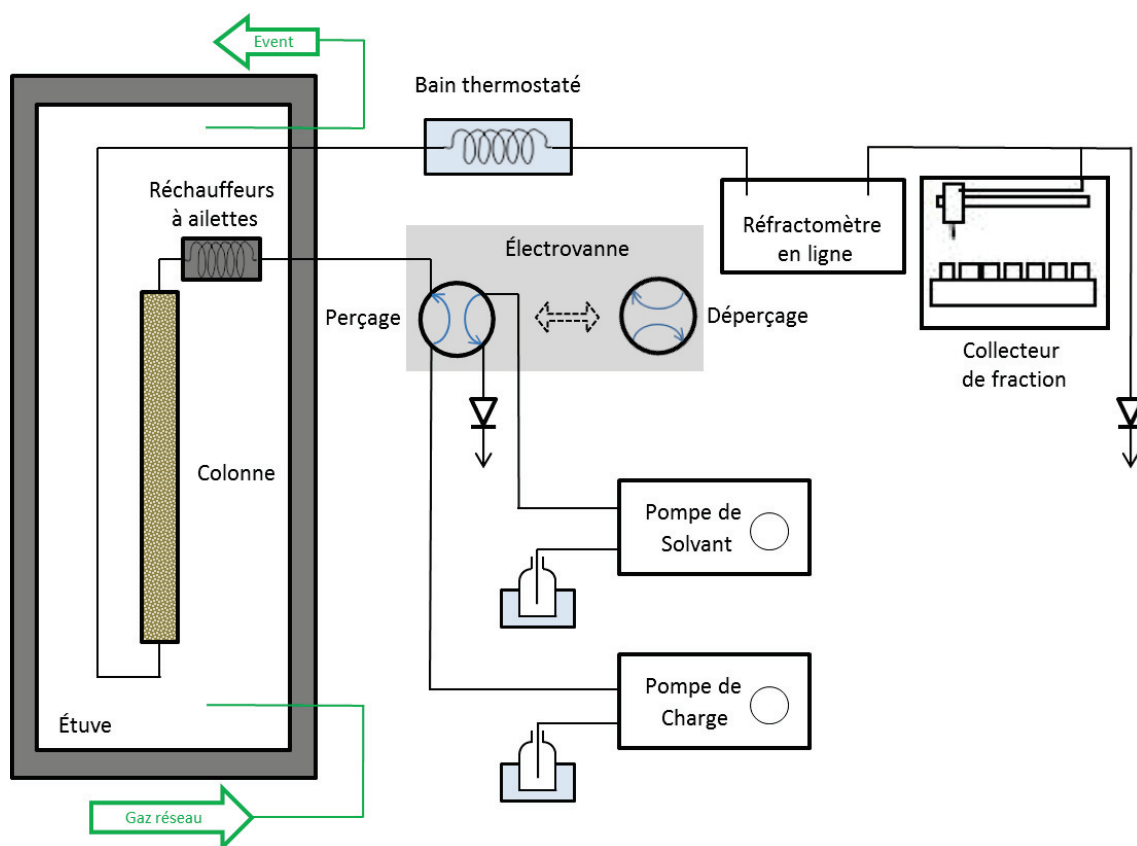 Event
Bain thermostaté
Réchauffeurs
à ailettes
Électrovanne
Réfractomètre
en ligne
Perçage
Déperçage
Collecteur
de fraction
Colonne
Pompe de
Solvant
Pompe de
Charge
Étuve
Gaz réseau